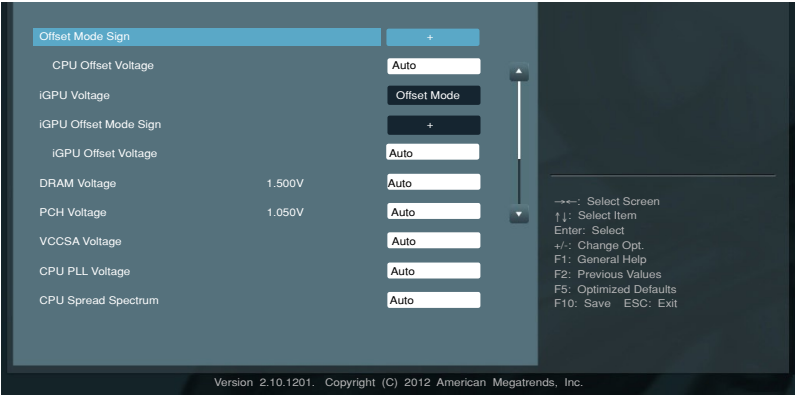 Offset Mode Sign +
CPU Offset Voltage Auto
iGPU Voltage Offset Mode
iGPU Offset Mode Sign +
iGPU Offset Voltage Auto
DRAM Voltage 1.500V Auto
PCH Voltage 1.050V Auto
VCCSA Voltage Auto
CPU PLL Voltage Auto
CPU Spread Spectrum Auto
→←: Select Screen
↑↓: Select Item
Enter: Select
+/-: Change Opt.
F1: General Help
F2: Previous Values
F5: Optimized Defaults
F10: Save ESC: Exit
Version 2.10.1201. Copyright (C) 2012 American Megatrends, Inc.